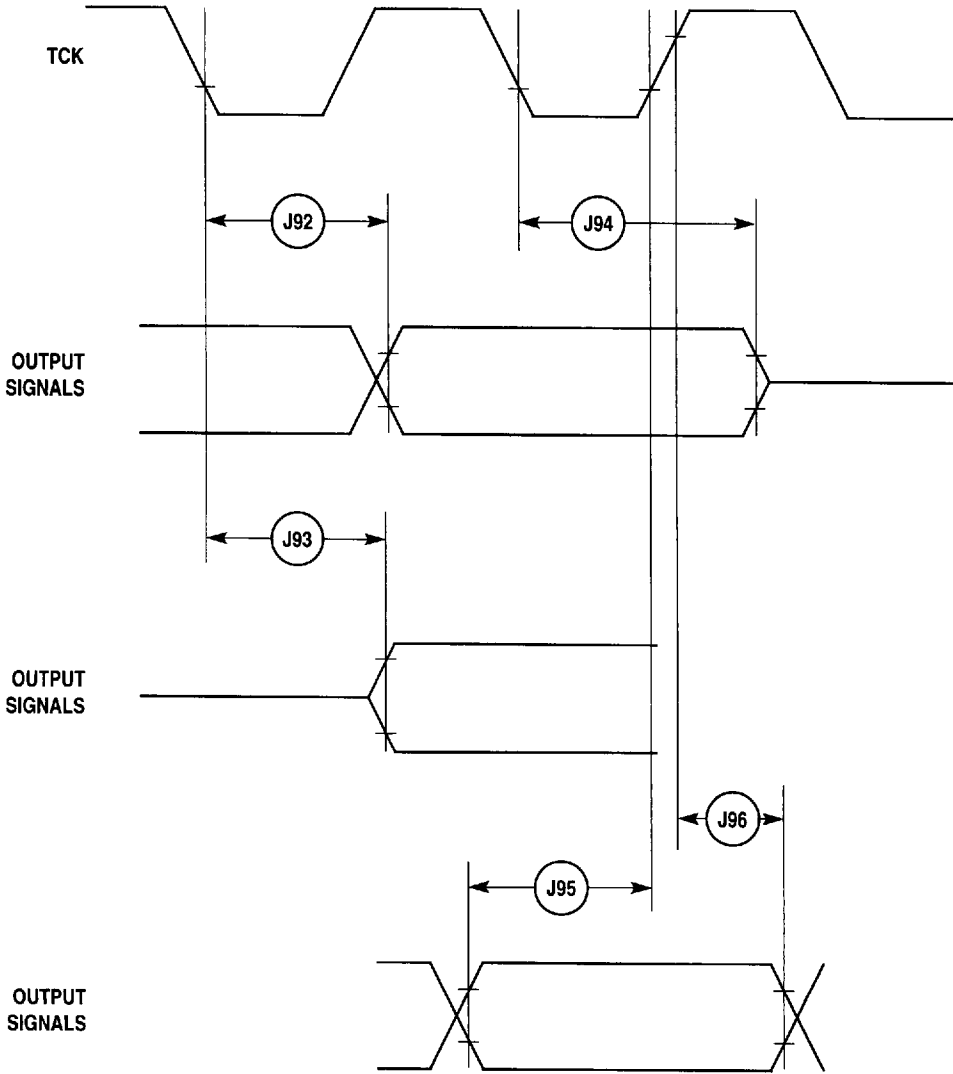 TCK
J92
J94
OUTPUT
SIGNALS
J93
OUTPUT
SIGNALS
J96
J95
OUTPUT
SIGNALS